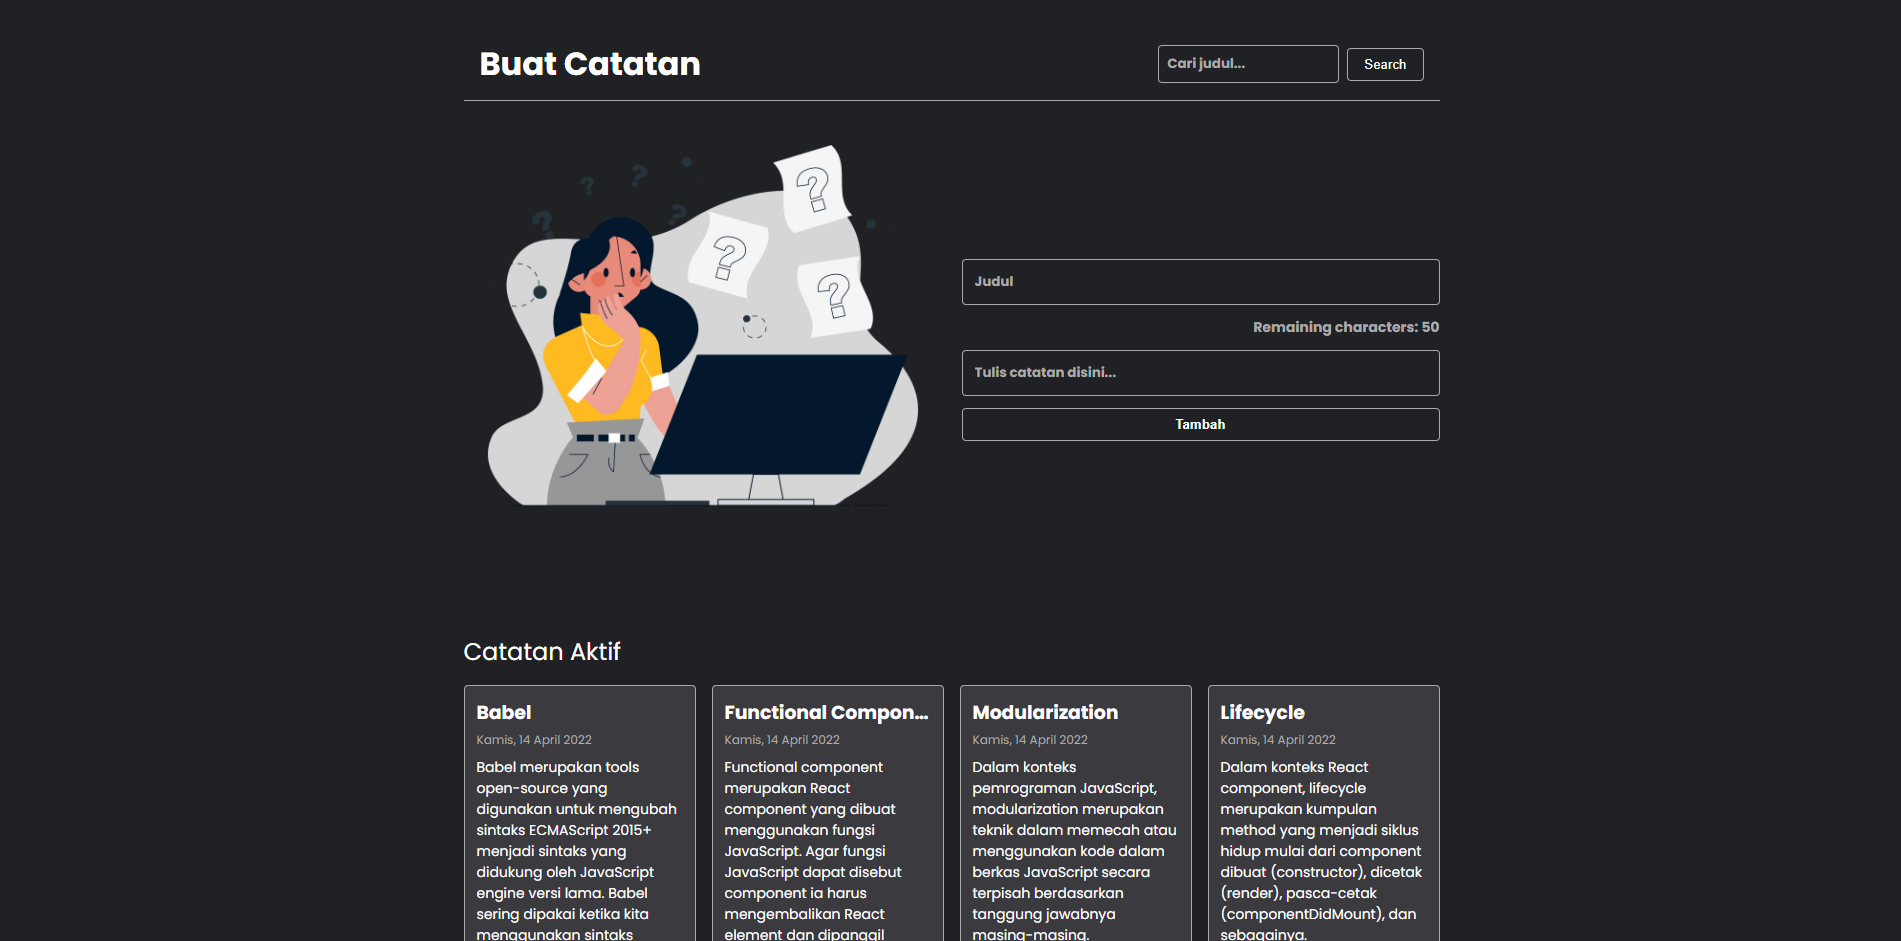 Buat Catatan
Cari judul...
Search
?
?
?
?
?
?
?
Judul
Remaining characters: 50
Tulis catatan disini...
Tambah
Catatan Aktif
Babel
Kamis, 14 April 2022
Babel merupakan tools
open-source yang
digunakan untuk mengubah
sintaks ECMAScript 2015+
menjadi sintaks yang
didukung oleh JavaScript
engine versi lama. Babel
sering dipakai ketika kita
menggunakan sintaks
Functional Compon...
Kamis, 14 April 2022
Functional component
merupakan React
component yang dibuat
menggunakan fungsi
JavaScript. Agar fungsi
JavaScript dapat disebut
component ia harus
mengembalikan React
element dan dipanggil
Modularization
Kamis, 14 April 2022
Dalam konteks
pemrograman JavaScript,
modularization merupakan
teknik dalam memecah atau
menggunakan kode dalam
berkas JavaScript secara
terpisah berdasarkan
tanggung jawabnya
masing-masing.
Lifecycle
Kamis, 14 April 2022
Dalam konteks React
component, lifecycle
merupakan kumpulan
method yang menjadi siklus
hidup mulai dari component
dibuat (constructor), dicetak
(render), pasca-cetak
(componentDidMount), dan
sebagainya.